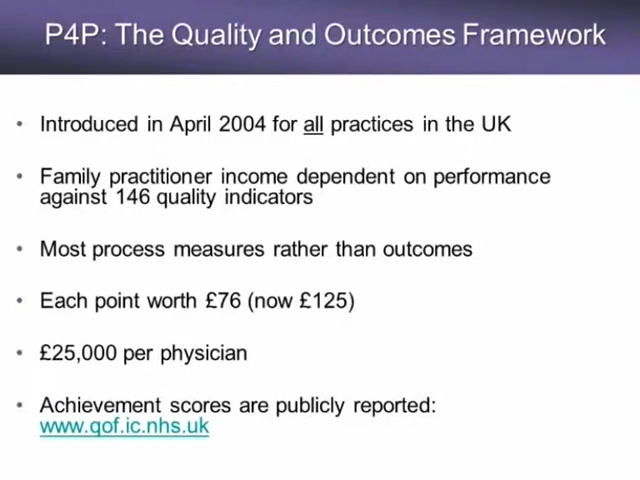 P4P: The Quality and Outcomes Framework
• Introduced in April 2004 for all practices in the UK
• Family practitioner income dependent on performance
against 146 quality indicators
• Most process measures rather than outcomes
• Each point worth £76 (now £125)
• £25,000 per physician
• Achievement scores are publicly reported:
www.qof.ic.nhs.uk